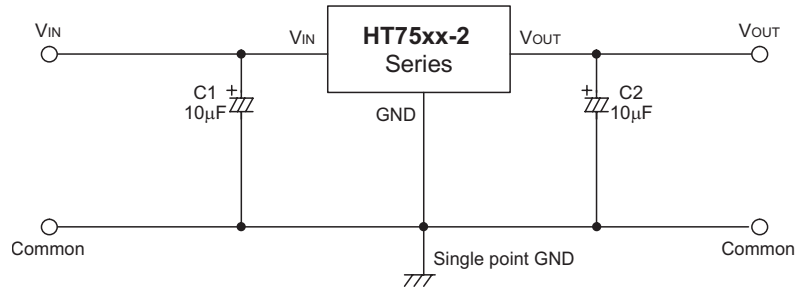 VIN
VIN
HT75xx-2
Series
VOUT
VOUT
C1
10μF
GND
C2
10μF
Common
Single point GND
Common